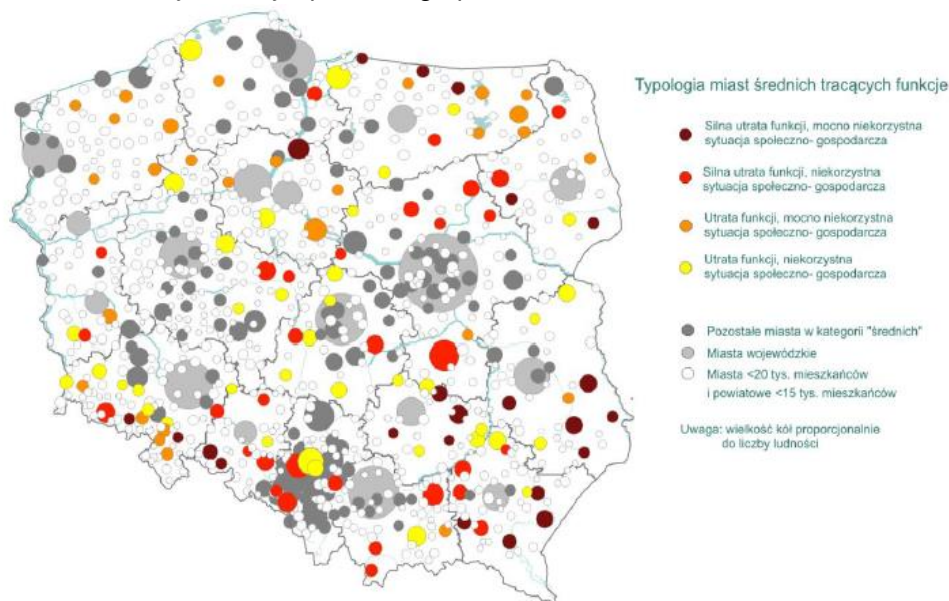 Typologia miast średnich tracących funkcje
Silna utrata funkcji, mocno niekorzystna
sytuacja społeczno- gospodarcza
Silna utrata funkcji, niekorzystna
sytuacja społeczno- gospodarcza
Utrata funkcji, mocno niekorzystna
sytuacja społeczno- gospodarcza
Utrata funkcji, niekorzystna
sytuacja społeczno- gospodarcza
Pozostałe miasta w kategorii "średnich"
Miasta wojewódzkie
Miasta <20 tys. mieszkańców
i powiatowe <15 tys. mieszkańców
Uwaga: wielkość kół proporcjonalnie
do liczby ludności